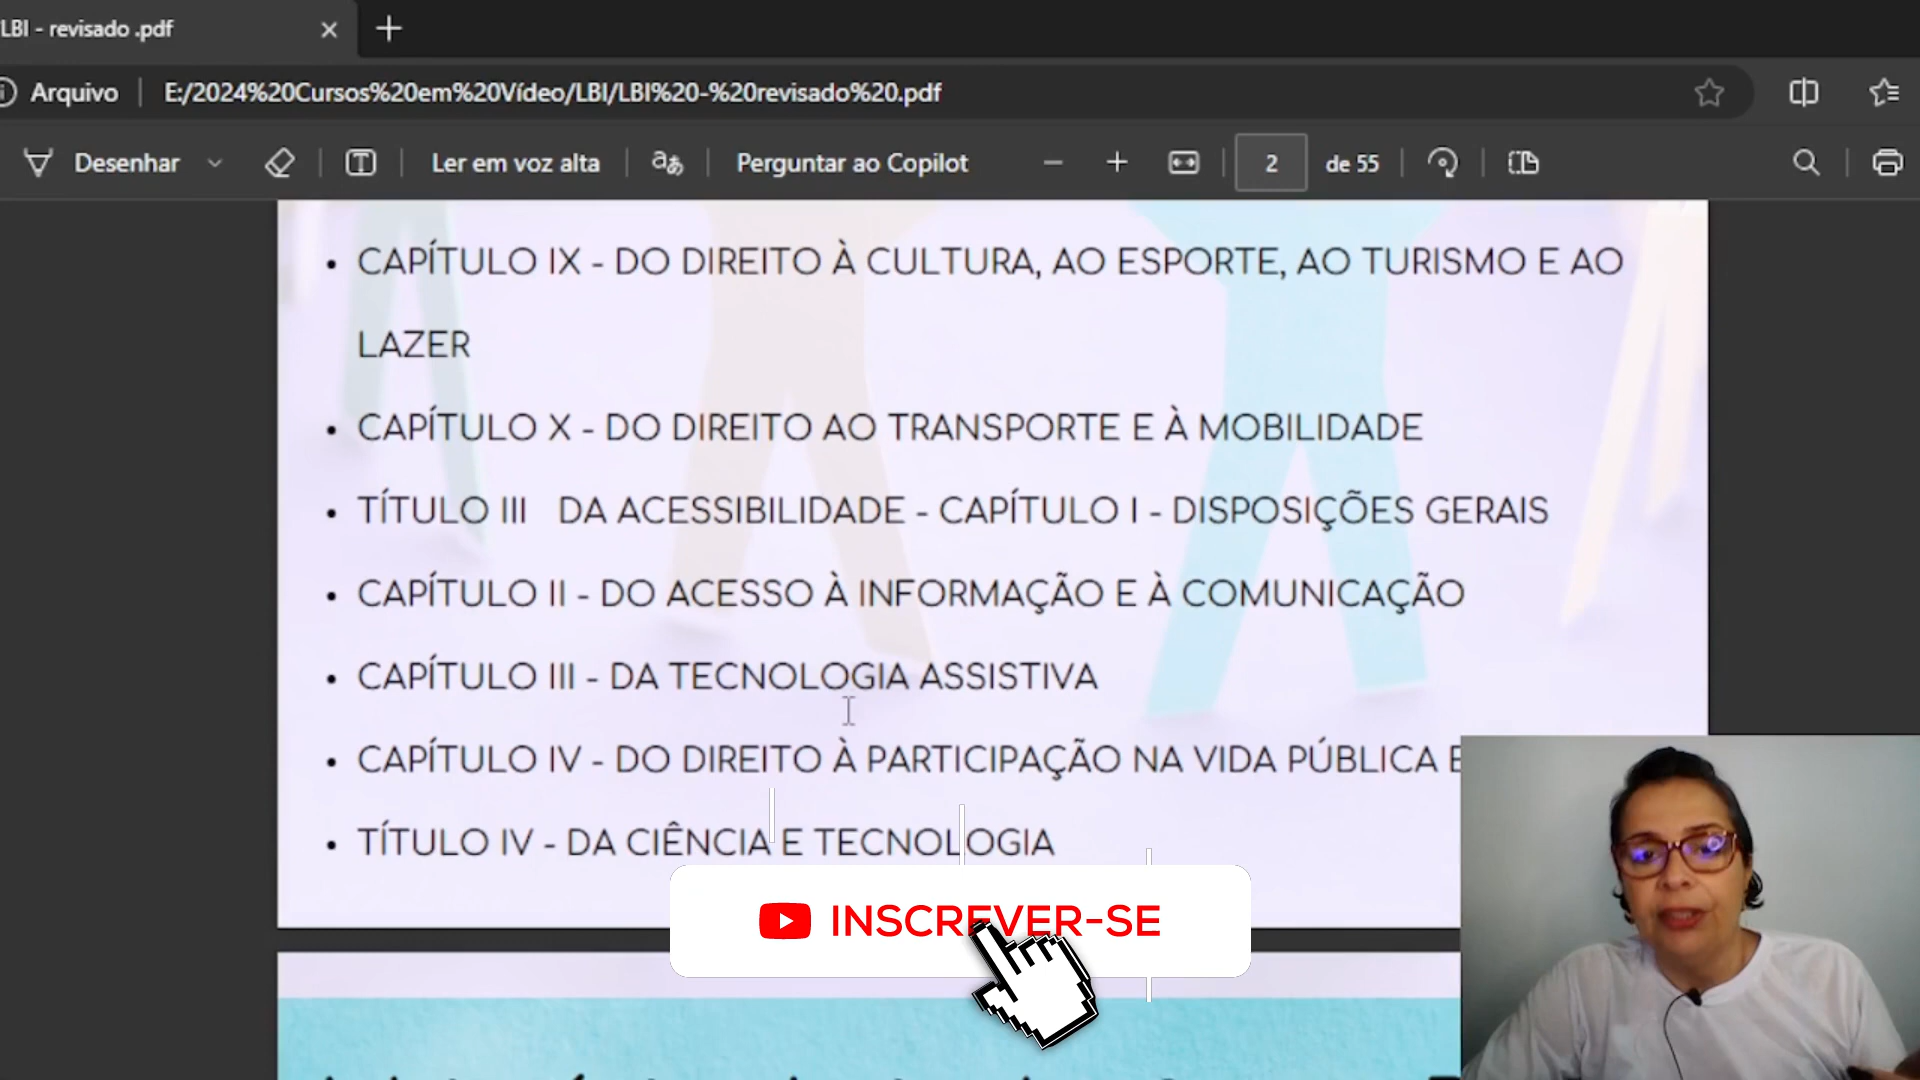 LBI - revisado .pdf
Arquivo
E:/2024%20Cursos%20em%20Vídeo/LBI/LBI%20-%20revisado%20.pdf
Desenhar
Ler em voz alta
aあ
Perguntar ao Copilot
2
de 55
• CAPÍTULO IX - DO DIREITO À CULTURA, AO ESPORTE, AO TURISMO E AO
LAZER
• CAPÍTULO X - DO DIREITO AO TRANSPORTE E À MOBILIDADE
• TÍTULO III DA ACESSIBILIDADE - CAPÍTULO I - DISPOSIÇÕES GERAIS
• CAPÍTULO II - DO ACESSO À INFORMAÇÃO E À COMUNICAÇÃO
• CAPÍTULO III - DA TECNOLOGIA ASSISTIVA
• CAPÍTULO IV - DO DIREITO À PARTICIPAÇÃO NA VIDA PÚBLICA E
• TÍTULO IV - DA CIÊNCIA E TECNOLOGIA
INSCREVER-SE